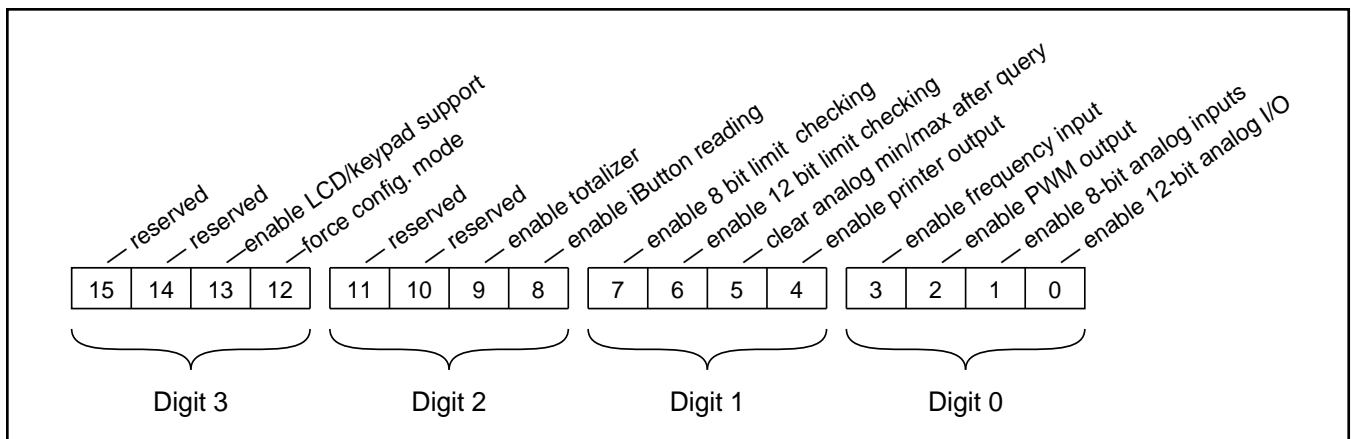 reserved
reserved
enable LCD/keypad support
force config. mode
reserved
reserved
enable totalizer
enable iButton reading
enable 8 bit limit checking
enable 12 bit limit checking
clear analog min/max after query
enable printer output
enable frequency input
enable PWM output
enable 8-bit analog inputs
enable 12-bit analog I/O
15 14 13 12 11 10 9 8 7 6 5 4 3 2 1 0
Digit 3 Digit 2 Digit 1 Digit 0